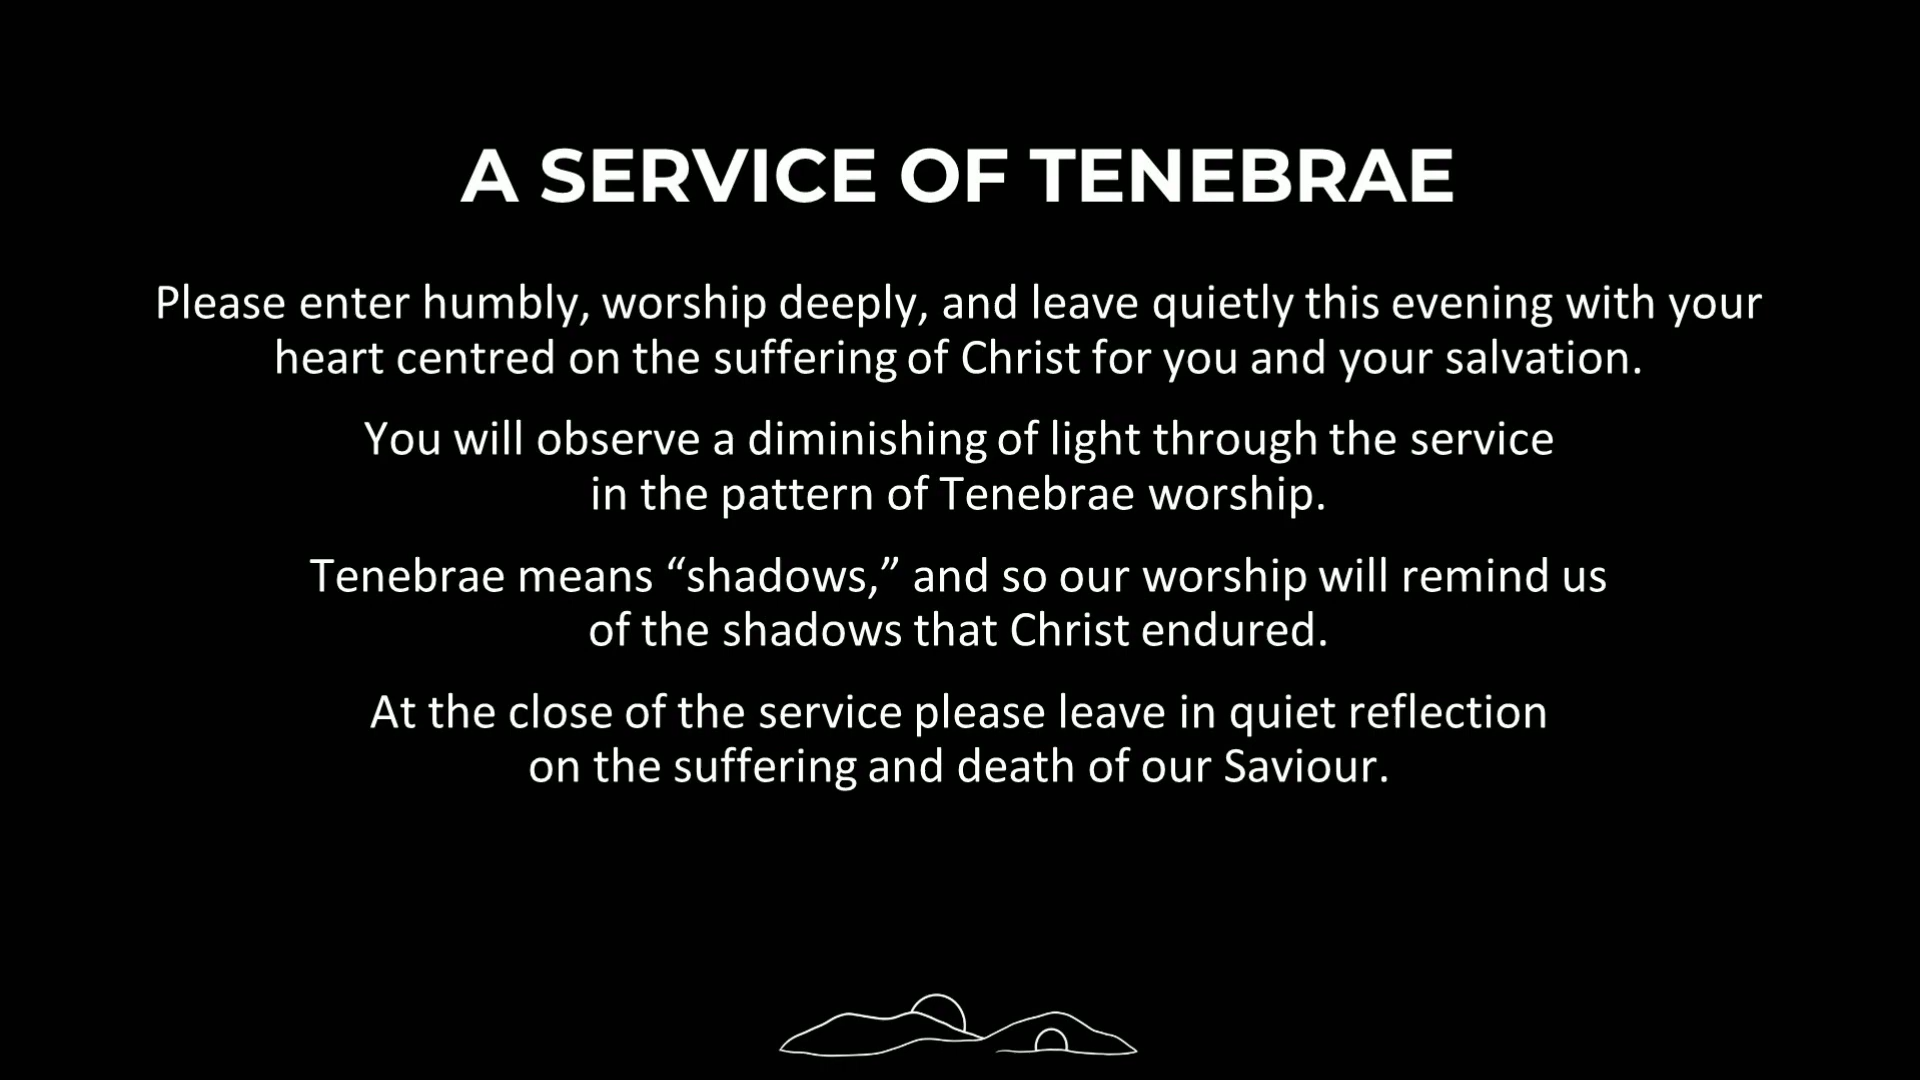 A SERVICE OF TENEBRAE
Please enter humbly, worship deeply, and leave quietly this evening with your
heart centred on the suffering of Christ for you and your salvation.
You will observe a diminishing of light through the service
in the pattern of Tenebrae worship.
Tenebrae means “shadows,” and so our worship will remind us
of the shadows that Christ endured.
At the close of the service please leave in quiet reflection
on the suffering and death of our Saviour.